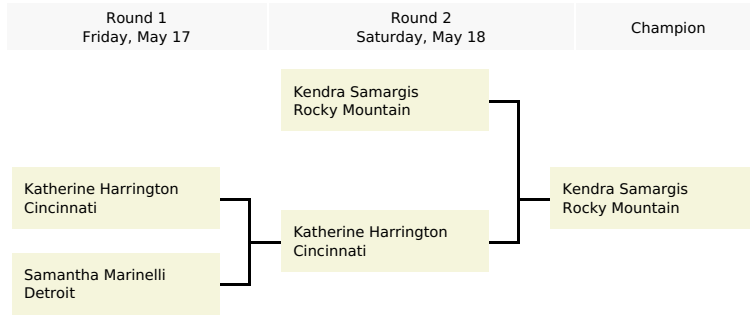 Round 1
Friday, May 17
Round 2
Saturday, May 18
Champion
Kendra Samargis
Rocky Mountain
Katherine Harrington
Cincinnati
Kendra Samargis
Rocky Mountain
Katherine Harrington
Cincinnati
Samantha Marinelli
Detroit